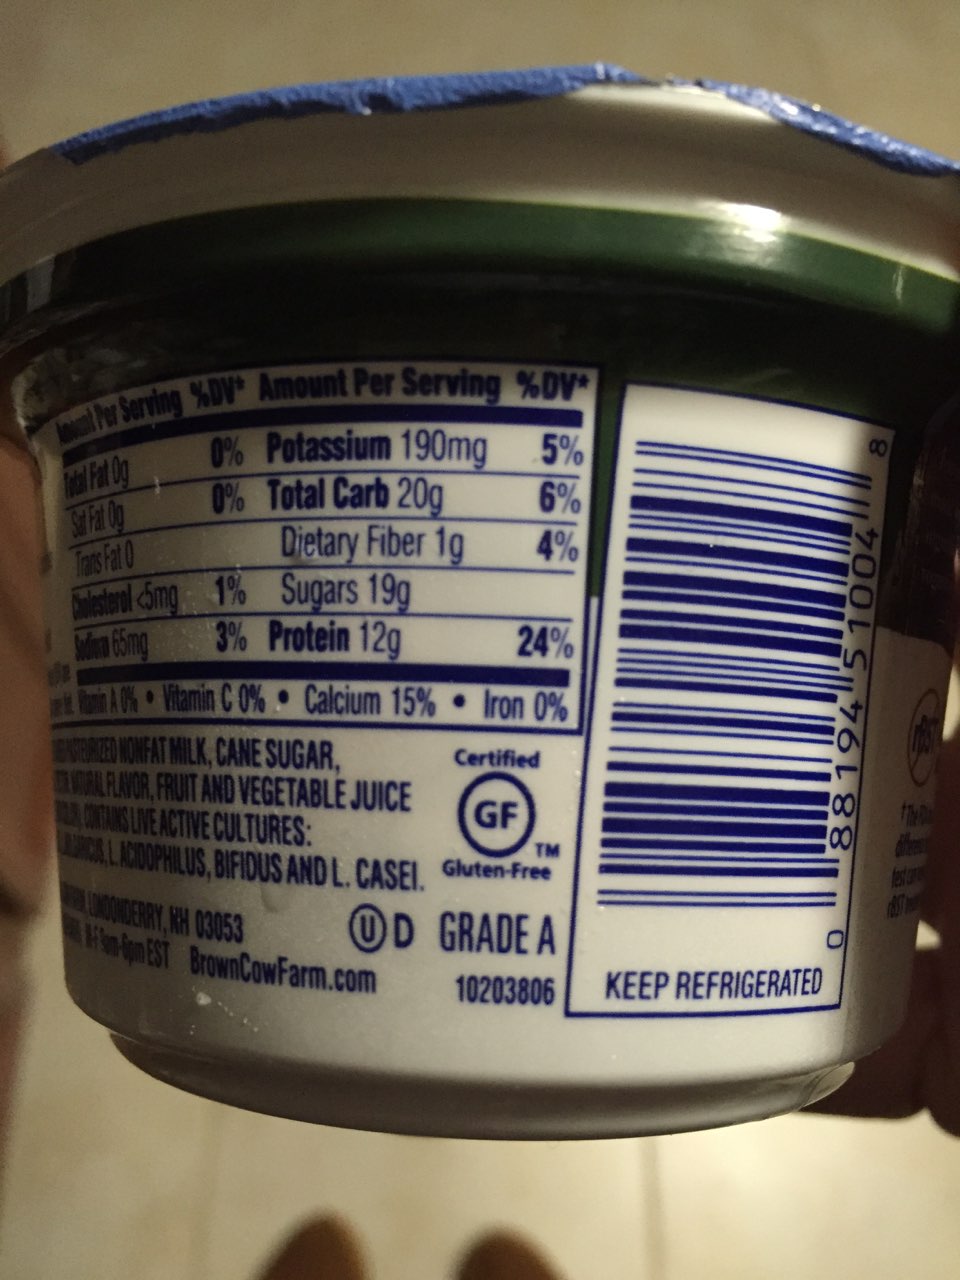 Amount Per Serving %DV* Amount Per Serving %DV*
Total Fat 0g 0% Potassium 190mg 5%
Sat Fat 0g 0% Total Carb 20g 6%
Trans Fat 0 Dietary Fiber 1g 4%
Cholesterol <5mg 1% Sugars 19g
Sodium 65mg 3% Protein 12g 24%
Vitamin A 0% • Vitamin C 0% • Calcium 15% • Iron 0%
PASTEURIZED NONFAT MILK, CANE SUGAR,
NATURAL FLAVOR, FRUIT AND VEGETABLE JUICE
CONTAINS LIVE ACTIVE CULTURES:
L. ACIDOPHILUS, BIFIDUS AND L. CASEI.
Certified
GF
TM
Gluten-Free
LONDONDERRY, NH 03053
M-F 9am-6pm EST BrownCowFarm.com
U D GRADE A
10203806
0 88194 51004 8
KEEP REFRIGERATED
rBST
† The